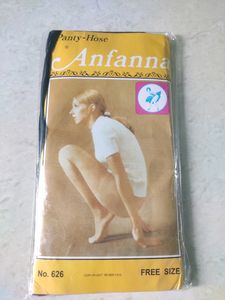 Panty-Hose
Anfanna
No. 626
FREE SIZE